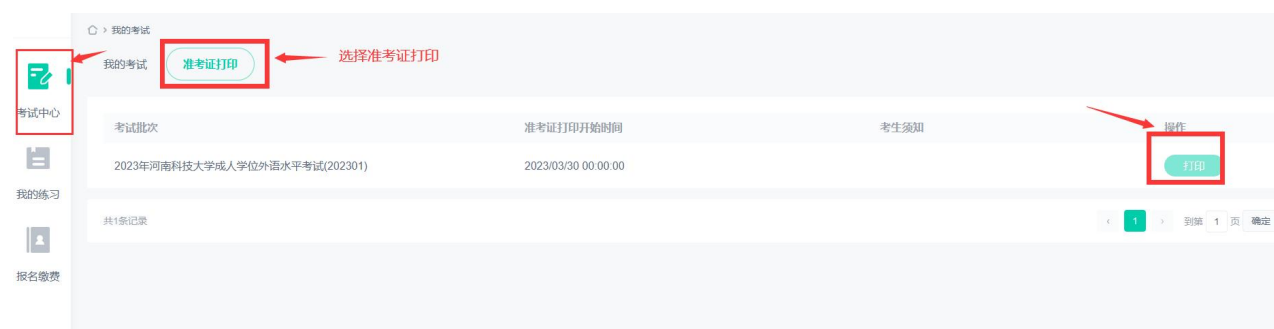 我的考试
我的考试
准考证打印
选择准考证打印
考试中心
考试批次
准考证打印开始时间
考生须知
操作
2023年河南科技大学成人学位外语水平考试(202301)
2023/03/30 00:00:00
打印
我的练习
共1条记录
1
到第 1 页 确定
报名缴费